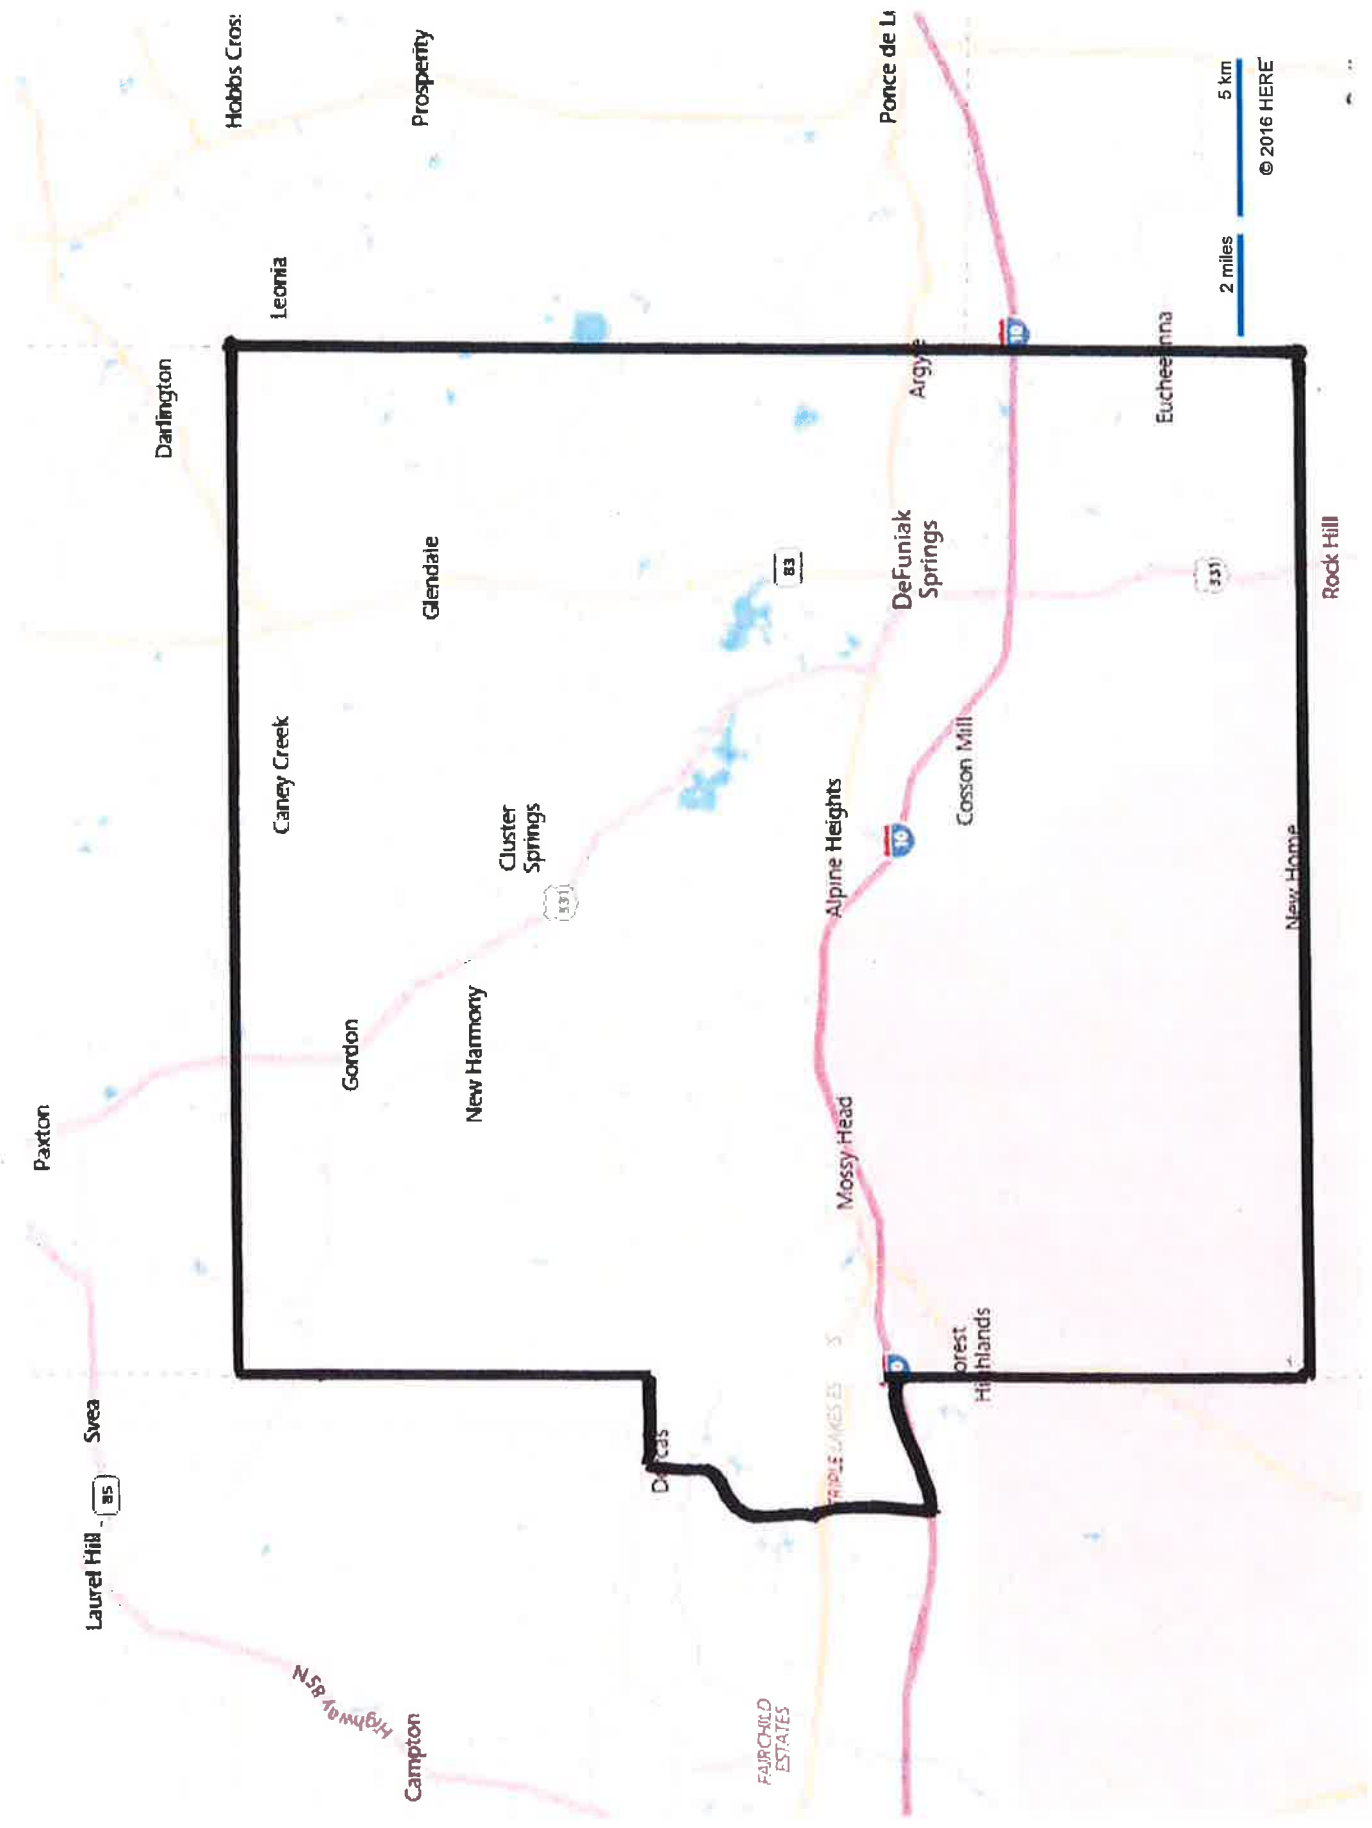 Paxton
Laurel Hill
85
Svea
Darlington
Hobbs Cros
Leonia
Caney Creek
Gordon
Highway 85N
Campton
Glendale
Prosperity
New Harmony
Cluster
Springs
331
83
FAIRCHILD
ESTATES
TRIPLE LAKES ES
S
Mossy Head
Alpine Heights
10
DeFuniak
Springs
Argyle
Ponce de L
Cosson Mill
10
Highlands
Eucheeanna
331
2 miles
5 km
© 2016 HERE
New Home
Rock Hill